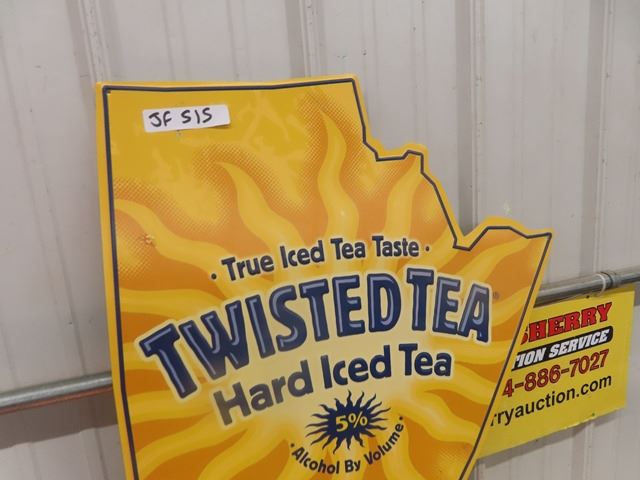 JF 515
· True Iced Tea Taste ·
TWISTED TEA®
Hard Iced Tea
5%
· Alcohol By Volume ·
SHERRY
TION SERVICE
4-886-7027
rryauction.com